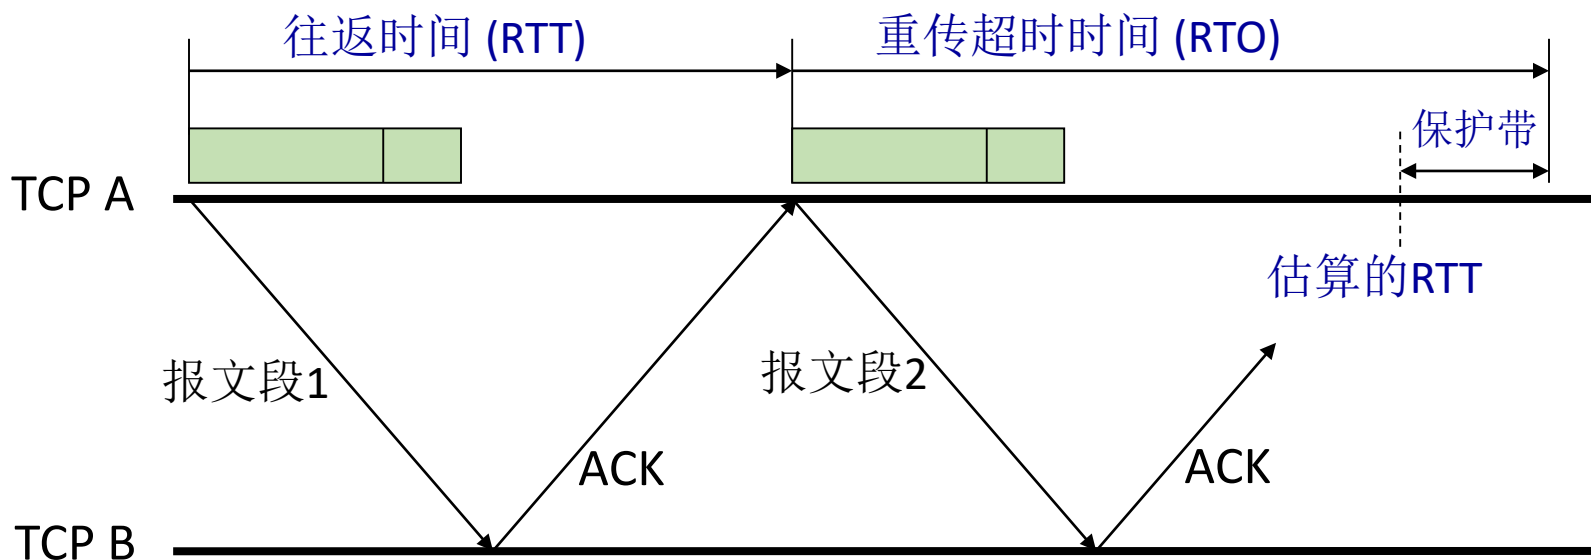 往返时间 (RTT)
重传超时时间 (RTO)
保护带
TCP A
估算的RTT
报文段1
报文段2
ACK
ACK
TCP B